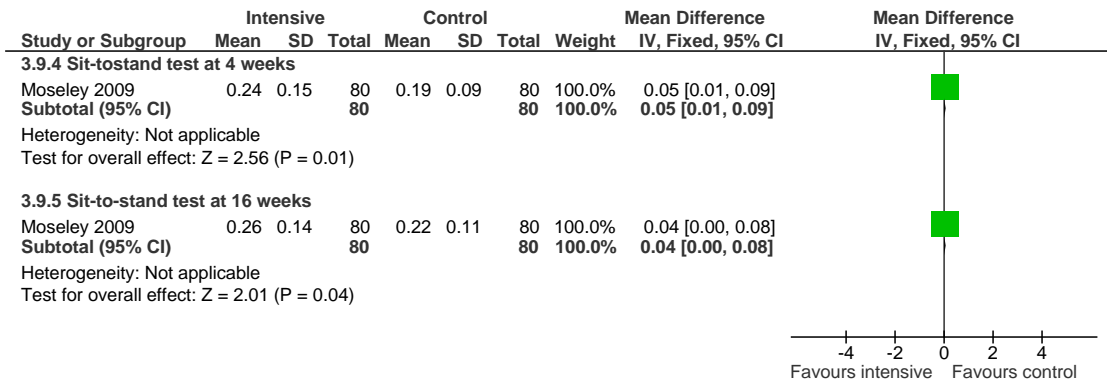 Intensive Control Mean Difference Mean Difference
Study or Subgroup Mean SD Total Mean SD Total Weight IV, Fixed, 95% CI IV, Fixed, 95% CI
3.9.4 Sit-tostand test at 4 weeks
Moseley 2009 0.24 0.15 80 0.19 0.09 80 100.0% 0.05 [0.01, 0.09]
Subtotal (95% CI) 80 80 100.0% 0.05 [0.01, 0.09]
Heterogeneity: Not applicable
Test for overall effect: Z = 2.56 (P = 0.01)
3.9.5 Sit-to-stand test at 16 weeks
Moseley 2009 0.26 0.14 80 0.22 0.11 80 100.0% 0.04 [0.00, 0.08]
Subtotal (95% CI) 80 80 100.0% 0.04 [0.00, 0.08]
Heterogeneity: Not applicable
Test for overall effect: Z = 2.01 (P = 0.04)
-4 -2 0 2 4
Favours intensive Favours control